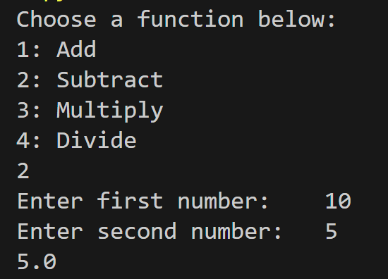 Choose a function below:
1: Add
2: Subtract
3: Multiply
4: Divide
2
Enter first number:    10
Enter second number:   5
5.0